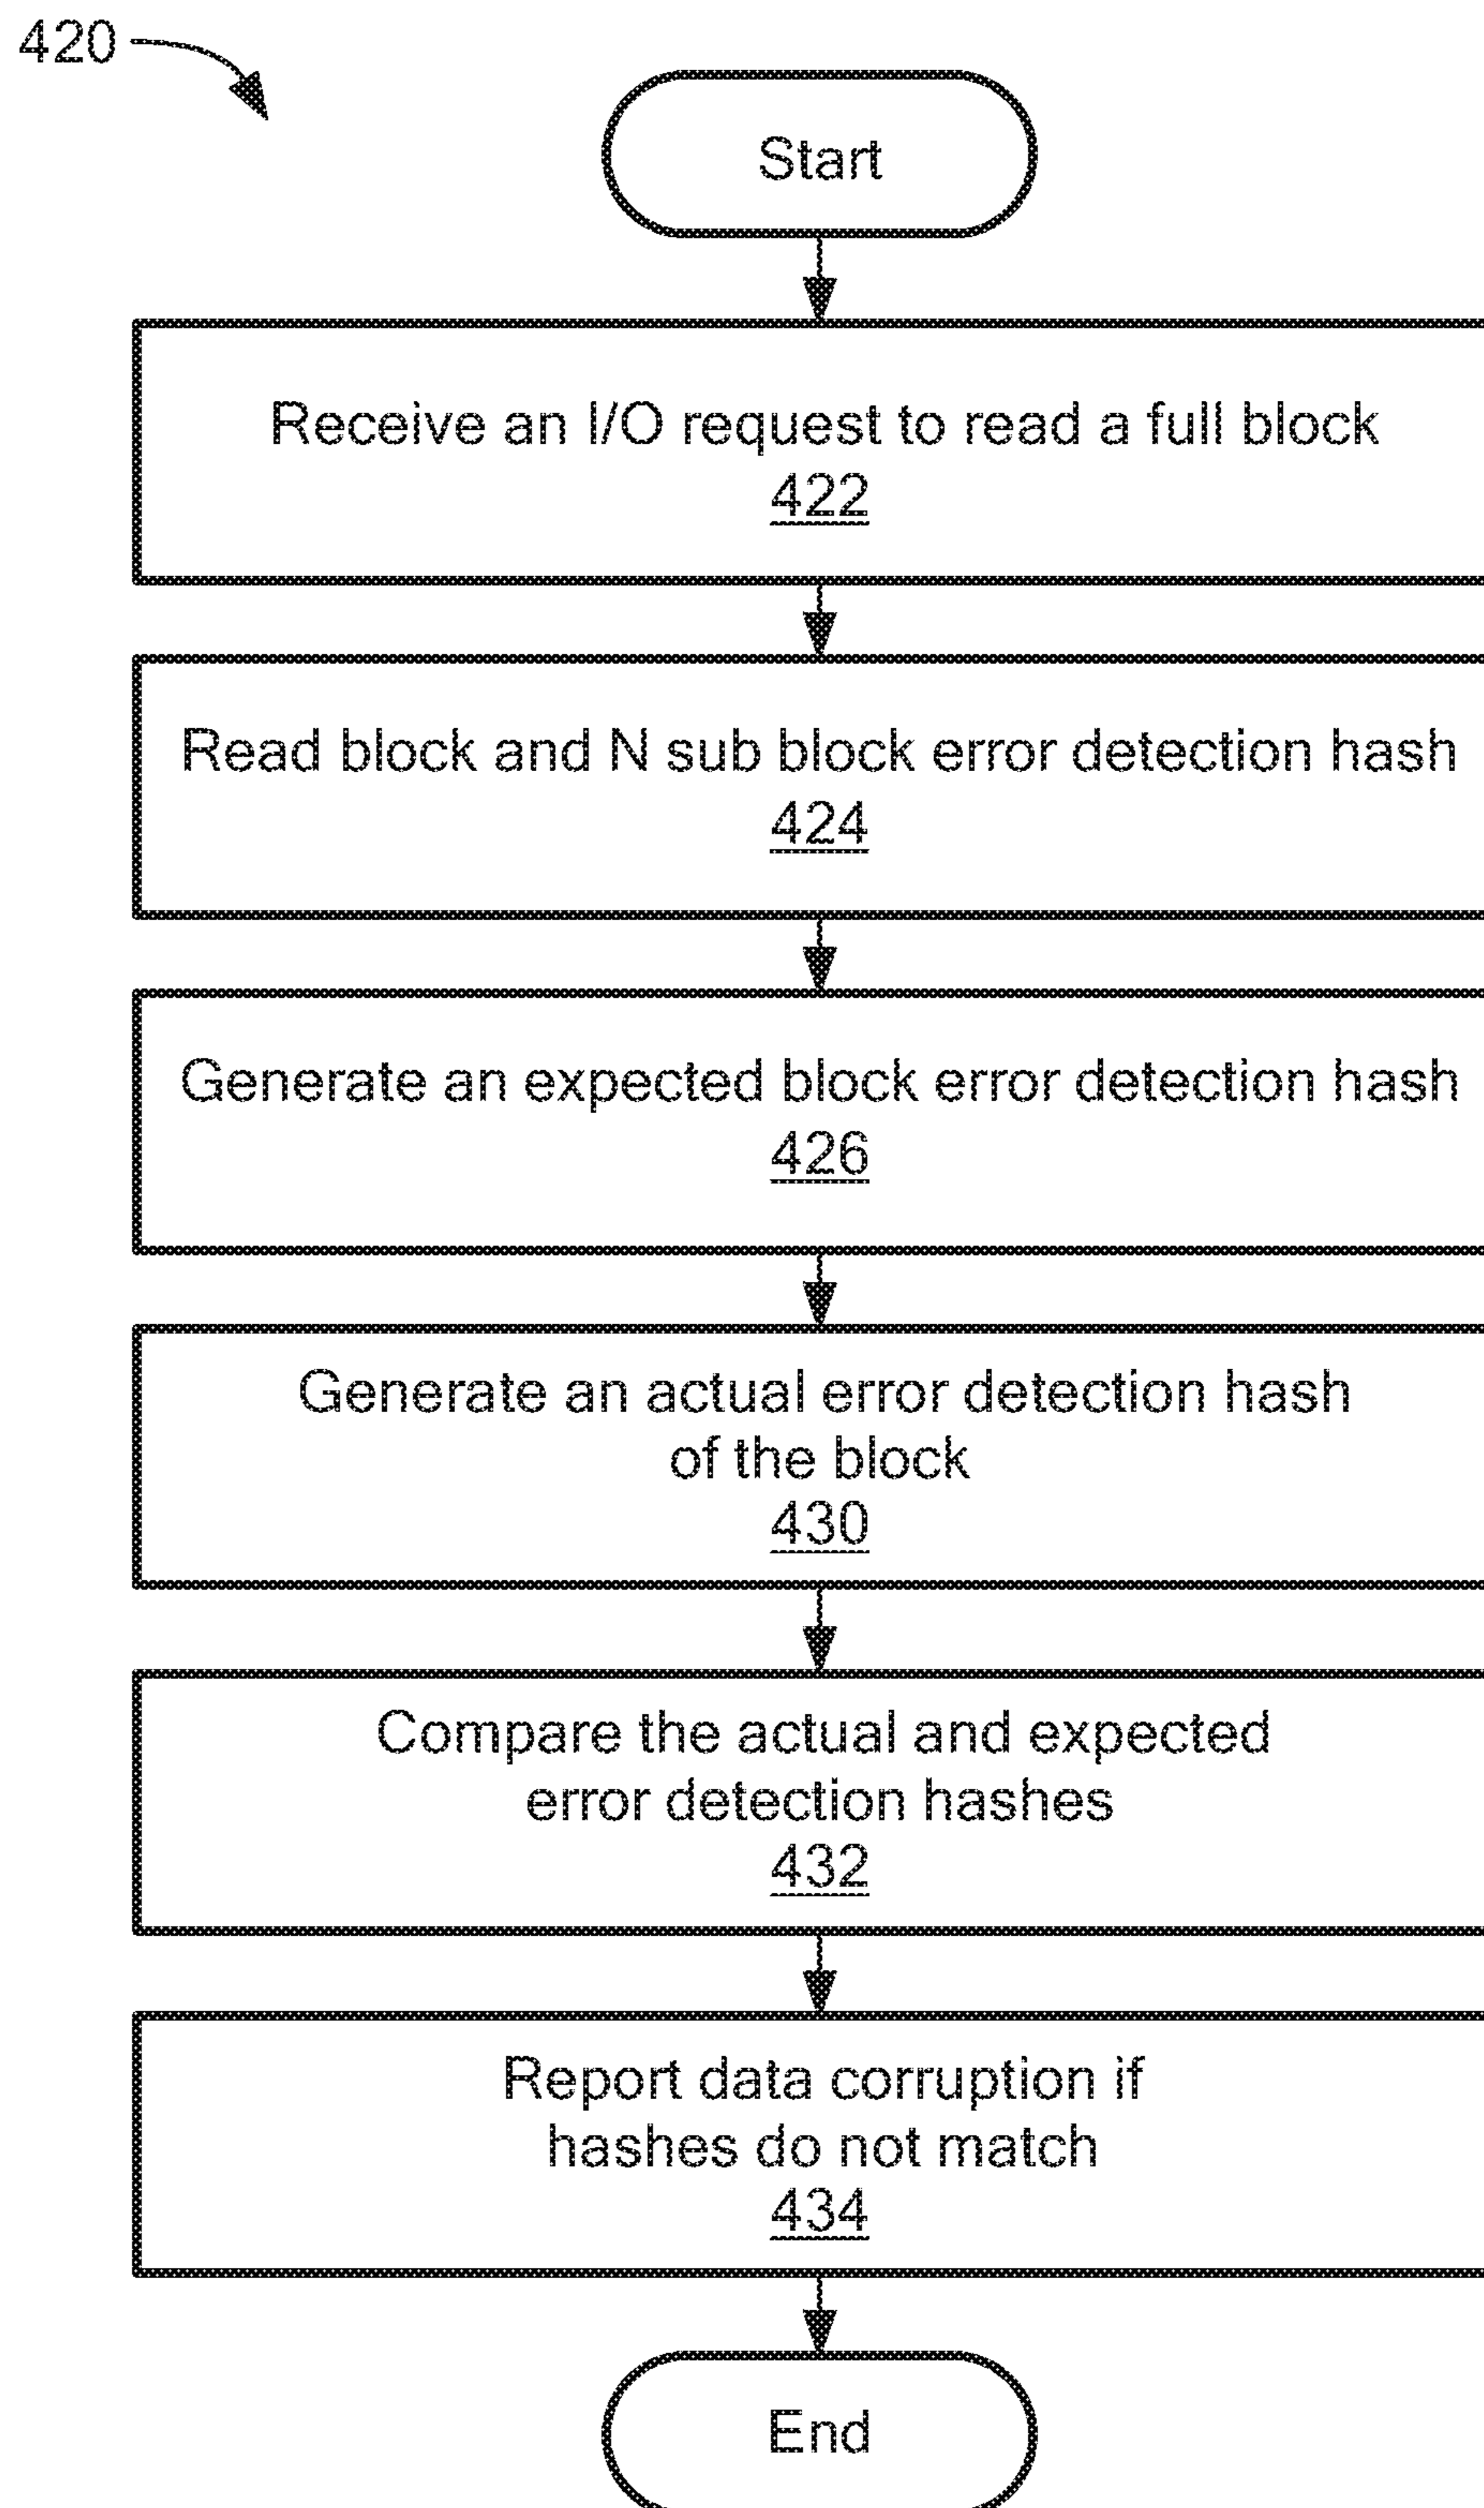 420
Start
Receive an I/O request to read a full block
422
Read block and N sub block error detection hash
424
Generate an expected block error detection hash
426
Generate an actual error detection hash
of the block
430
Compare the actual and expected
error detection hashes
432
Report data corruption if
hashes do not match
434
End